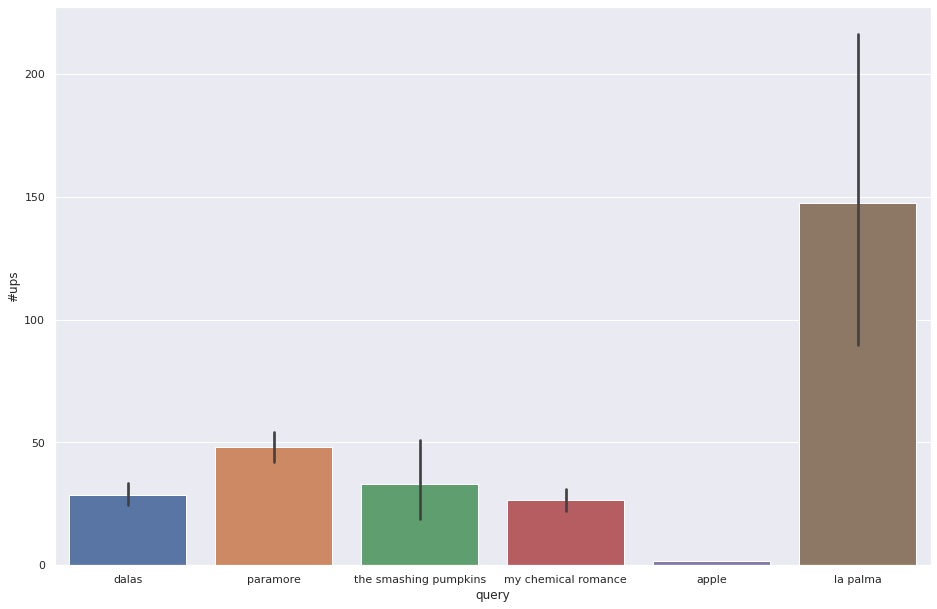 #ups
200
150
100
50
0
dalas paramore the smashing pumpkins my chemical romance apple la palma
query